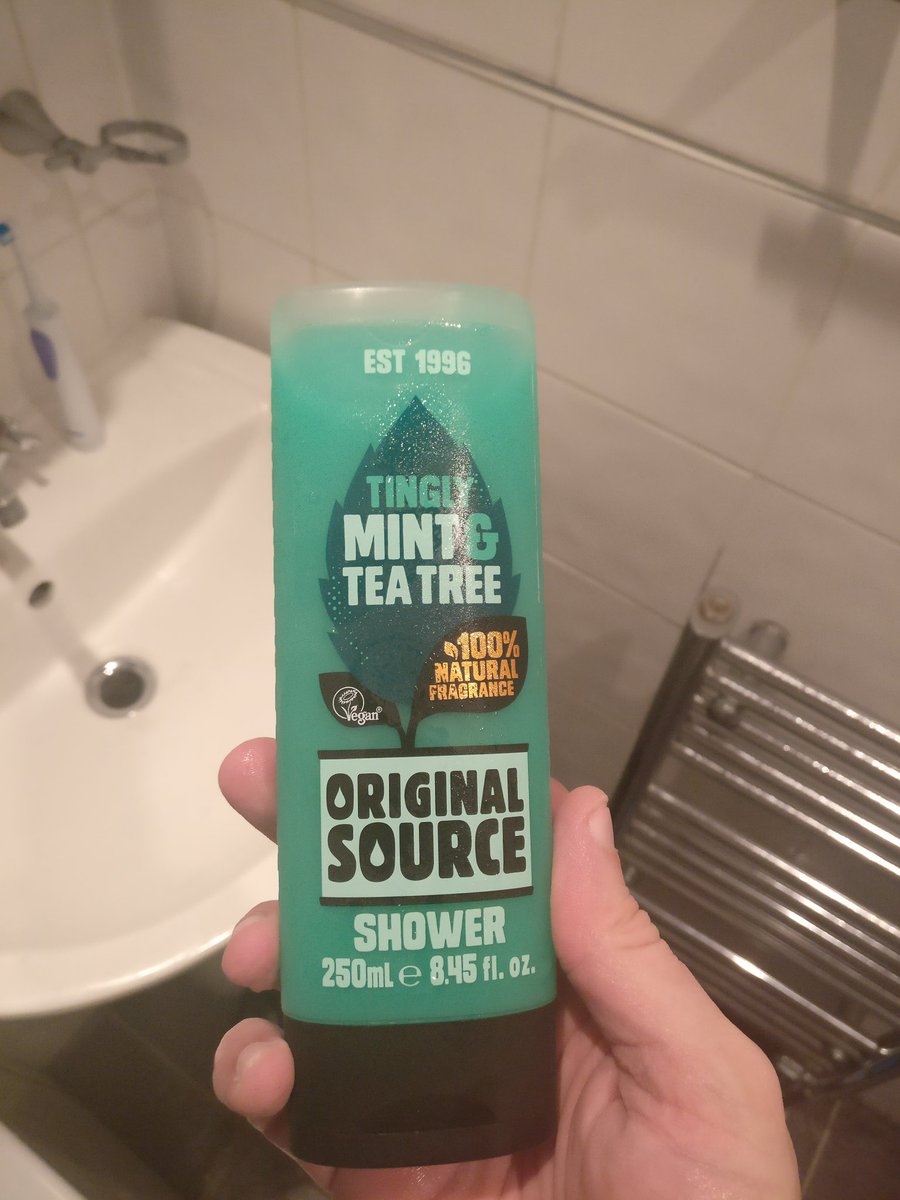 EST 1996
TINGLY
MINT &
TEA TREE
100%
NATURAL
FRAGRANCE
Vegan®
ORIGINAL
SOURCE
SHOWER
250mL e 8.45 fl. oz.